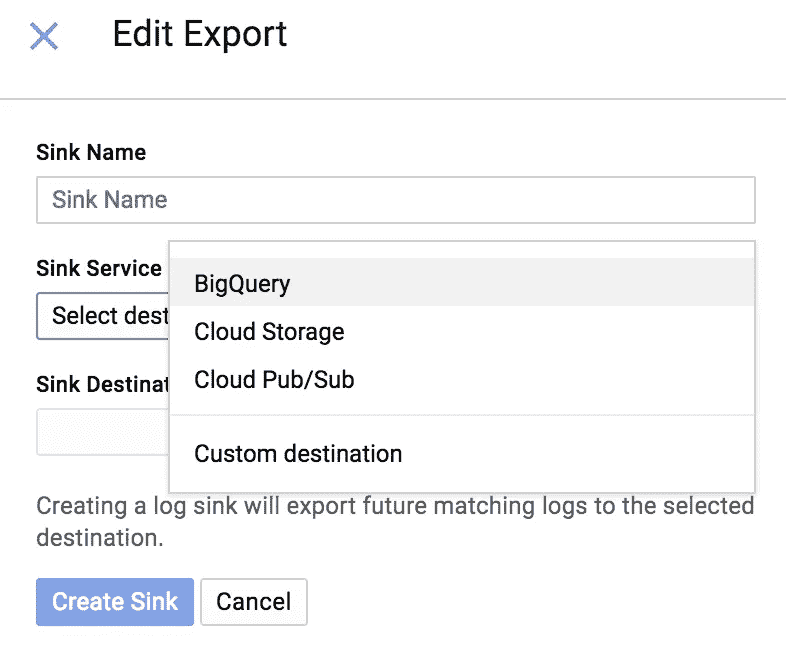 Edit Export
Sink Name
Sink Name
Sink Service
BigQuery
Select dest
Cloud Storage
Cloud Pub/Sub
Sink Destinat
Custom destination
Creating a log sink will export future matching logs to the selected
destination.
Create Sink Cancel